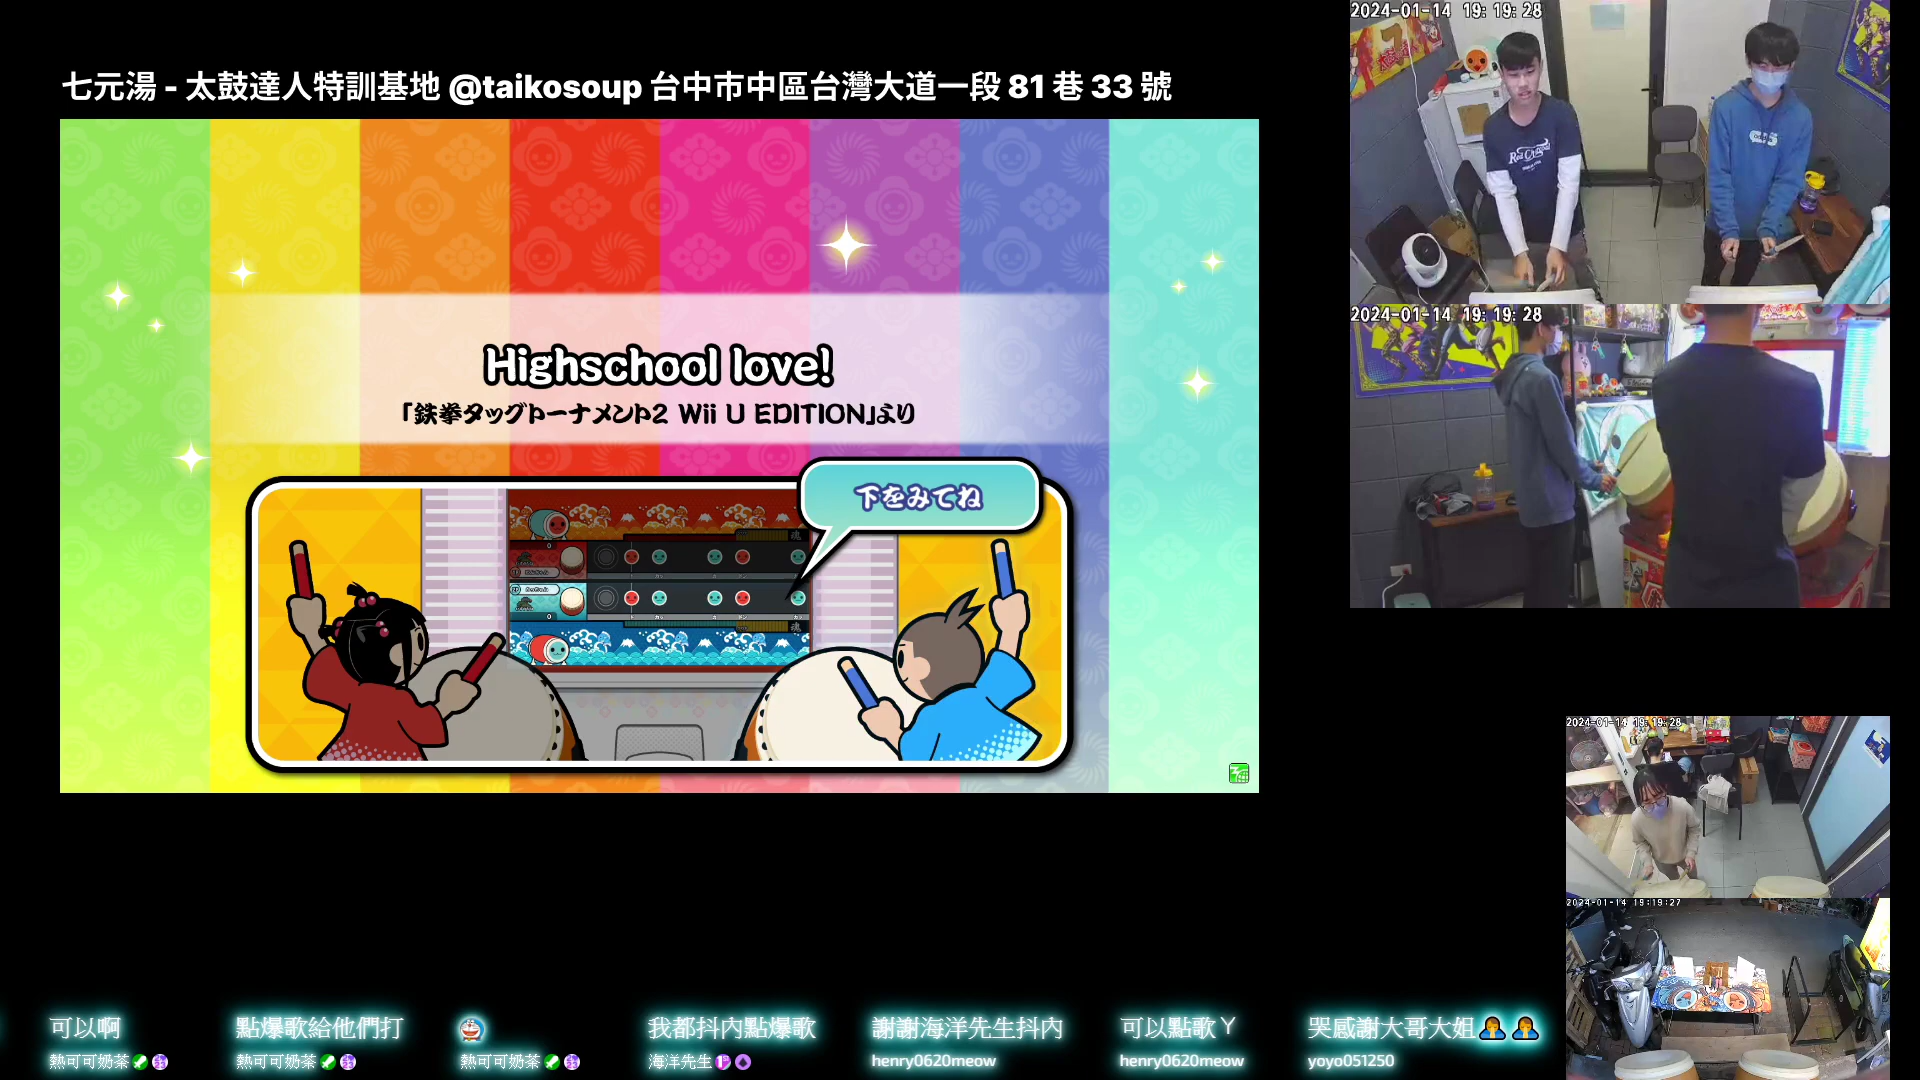 七元湯 - 太鼓達人特訓基地 @taikosoup 台中市中區台灣大道一段 81 巷 33 號
2024-01-14 19:19:28
Highschool love!
「鉄拳タッグトーナメント2 Wii U EDITION」より
下をみてね
魂
魂
2024-01-14 19:19:28
2024-01-14 19:19:28
2024-01-14 19:19:27
可以啊
熱可可奶茶
點爆歌給他們打
熱可可奶茶
熱可可奶茶
我都抖內點爆歌
海洋先生
謝謝海洋先生抖內
henry0620meow
可以點歌ㄚ
henry0620meow
哭感謝大哥大姐
yoyo051250